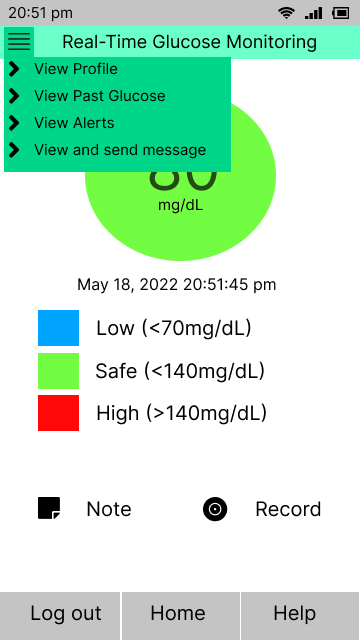 20:51 pm
Real-Time Glucose Monitoring
View Profile
View Past Glucose
View Alerts
View and send message
80
mg/dL
May 18, 2022 20:51:45 pm
Low (<70mg/dL)
Safe (<140mg/dL)
High (>140mg/dL)
Note
Record
Log out
Home
Help